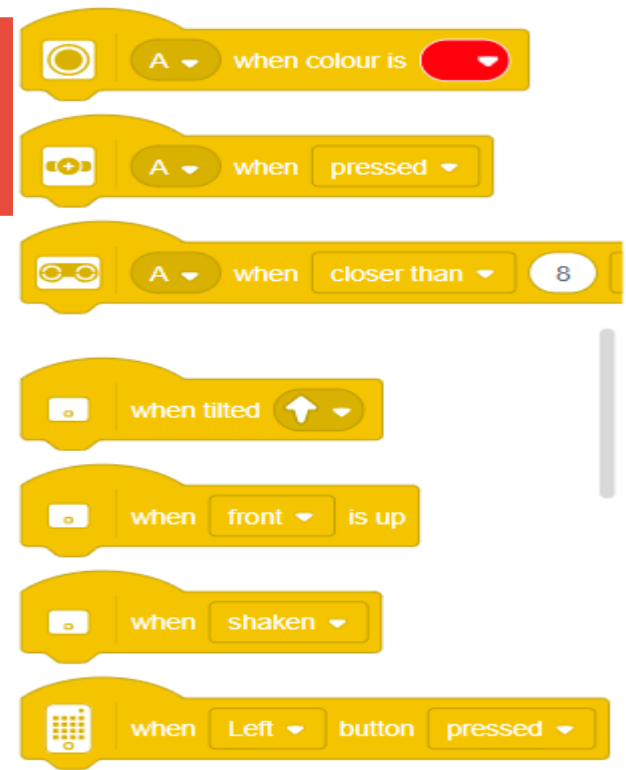 A when colour is
A when pressed
A when closer than 8
when tilted
when front is up
when shaken
when Left button pressed